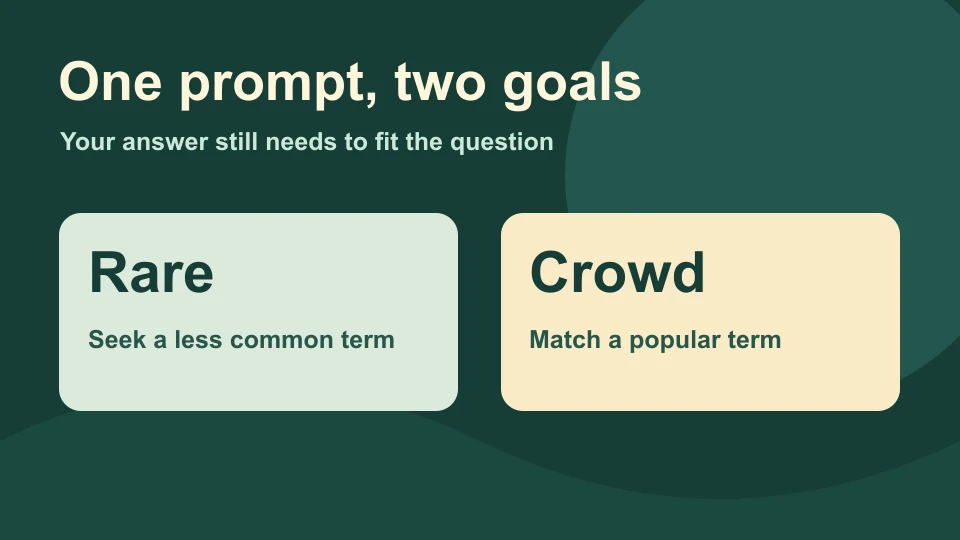 One prompt, two goals
Your answer still needs to fit the question
Rare
Seek a less common term
Crowd
Match a popular term